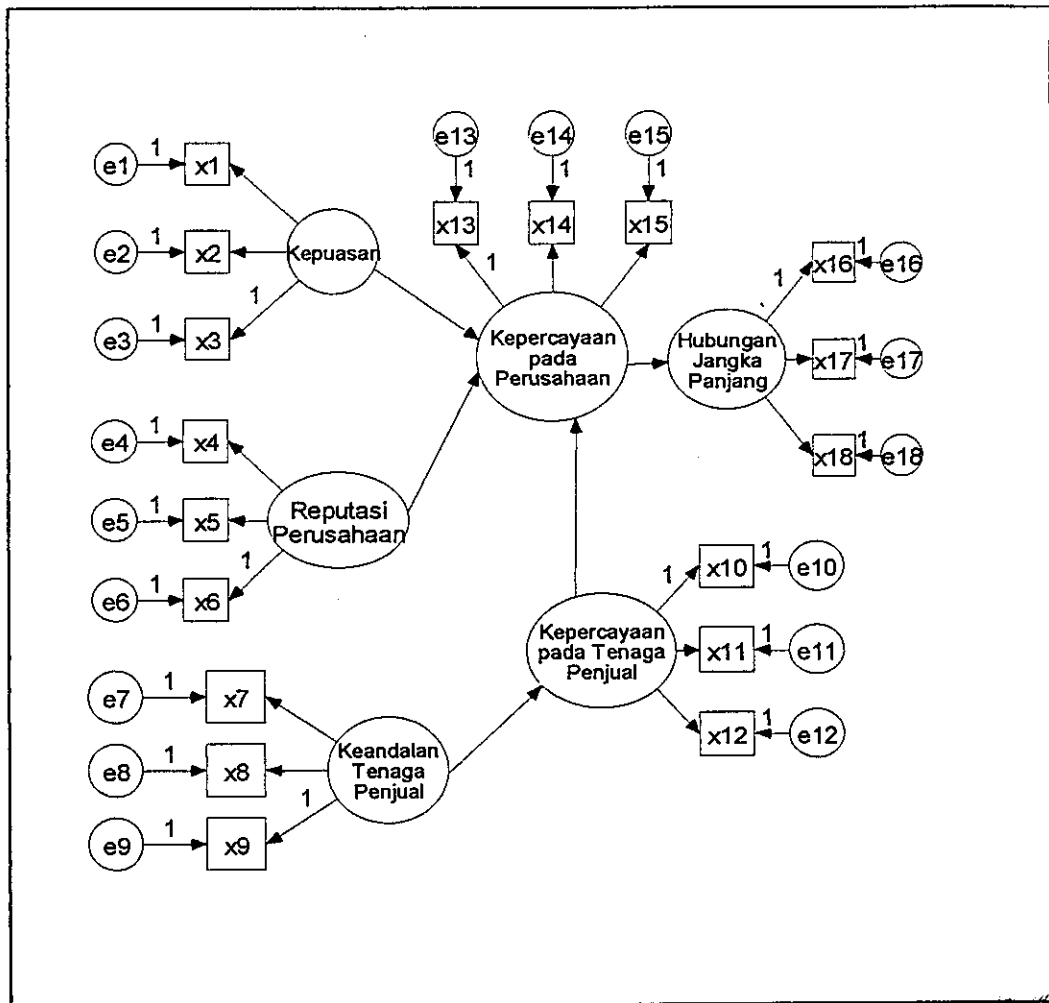 e13
e14
e15
1
1
1
x13
x14
x15
1
e1
1
x1
e2
1
x2
e3
1
x3
1
Kepuasan
Kepercayaan
pada
Perusahaan
Hubungan
Jangka
Panjang
1
x16
1
e16
x17
1
e17
x18
1
e18
e4
1
x4
e5
1
x5
e6
1
x6
1
Reputasi
Perusahaan
Kepercayaan
pada Tenaga
Penjual
1
x10
1
e10
x11
1
e11
x12
1
e12
e7
1
x7
e8
1
x8
e9
1
x9
1
Keandalan
Tenaga
Penjual